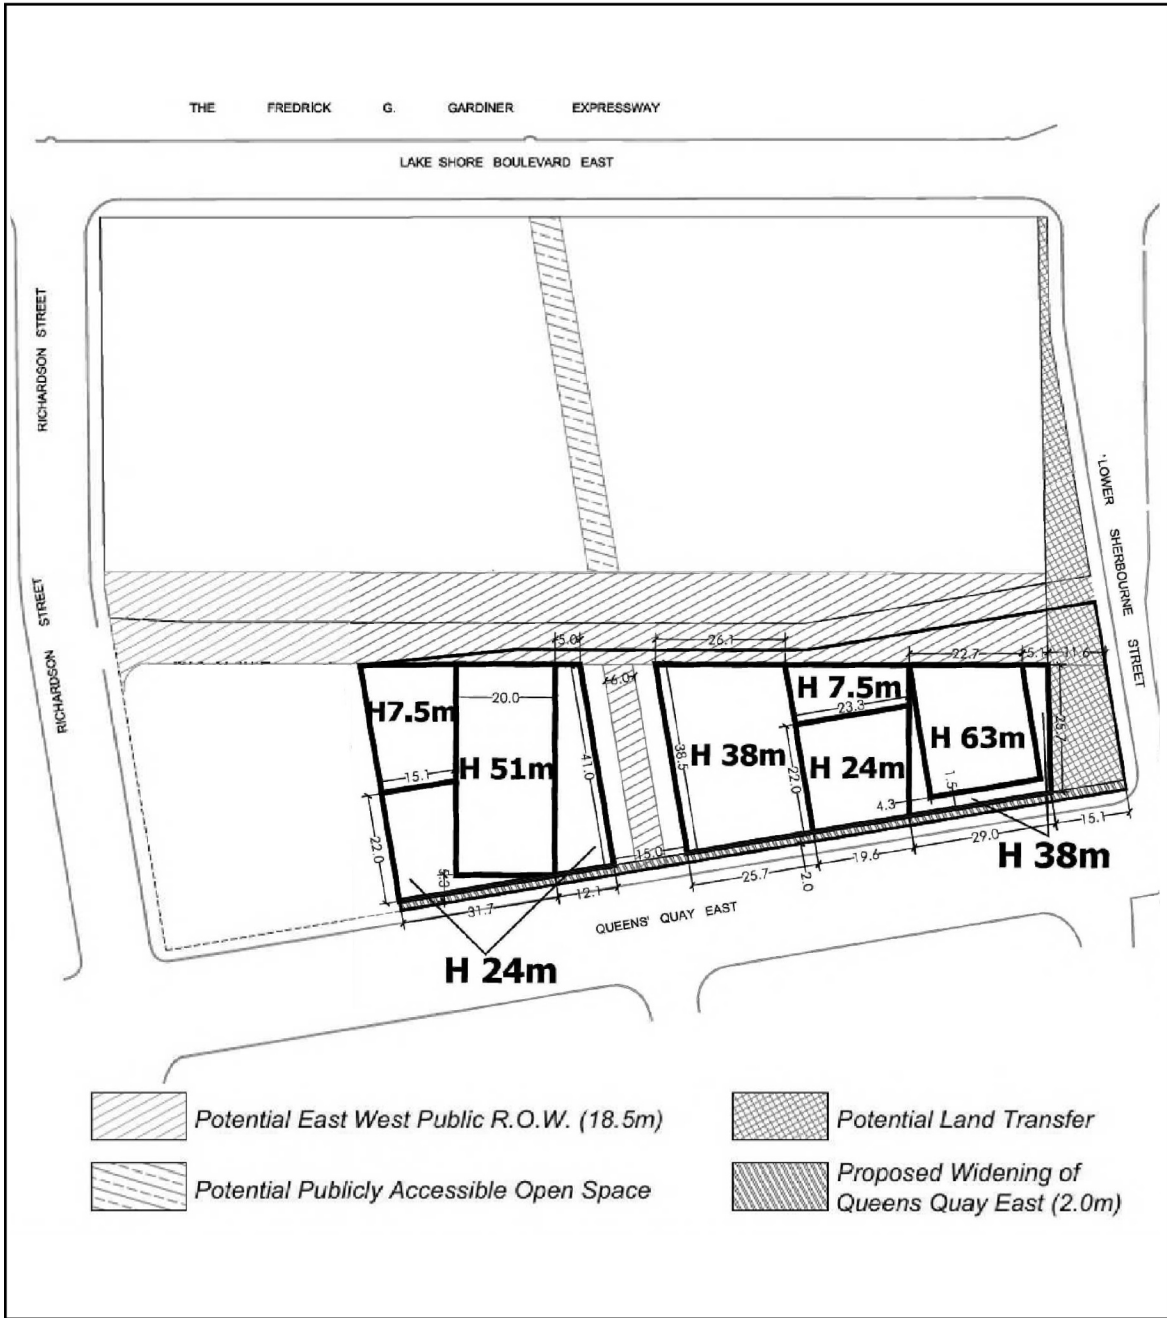 THE FREDRICK G. GARDINER EXPRESSWAY
LAKE SHORE BOULEVARD EAST
RICHARDSON STREET
RICHARDSON STREET
LOWER SHERBOURNE STREET
5.0
26.1
22.7
5.1
11.6
6.0
H7.5m
20.0
H 51m
41.0
38.5
H 38m
H 7.5m
23.3
22.0
H 24m
H 63m
25.7
1.5
4.3
15.1
22.0
15.0
31.7
12.1
25.7
2.0
19.6
29.0
15.1
H 38m
QUEENS' QUAY EAST
H 24m
Potential East West Public R.O.W. (18.5m)
Potential Land Transfer
Potential Publicly Accessible Open Space
Proposed Widening of
Queens Quay East (2.0m)